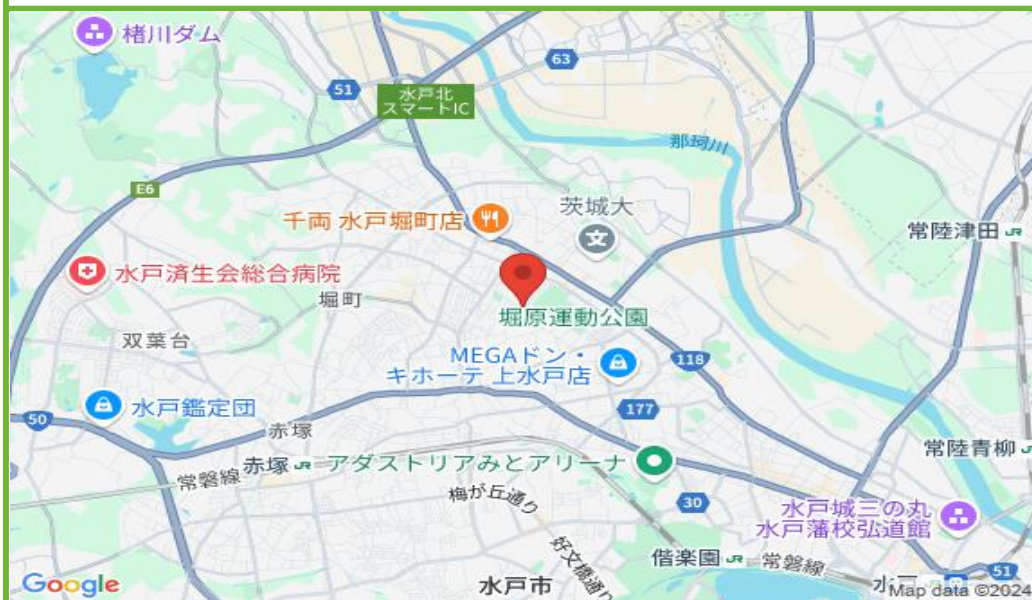 楮川ダム
63
51
水戸北
スマートIC
那珂川
E6
千両 水戸堀町店
茨城大
文
常陸津田 JR
水戸済生会総合病院
堀町
堀原運動公園
双葉台
MEGAドン・
キホーテ 上水戸店
118
水戸鑑定団
177
50
赤塚
常陸青柳
常磐線
赤塚 JR
アダストリアみとアリーナ
梅が丘通り
30
水戸城三の丸
水戸藩校弘道館
好文橋通り
偕楽園 JR
常磐線
51
Google
水戸市
Map data ©2024